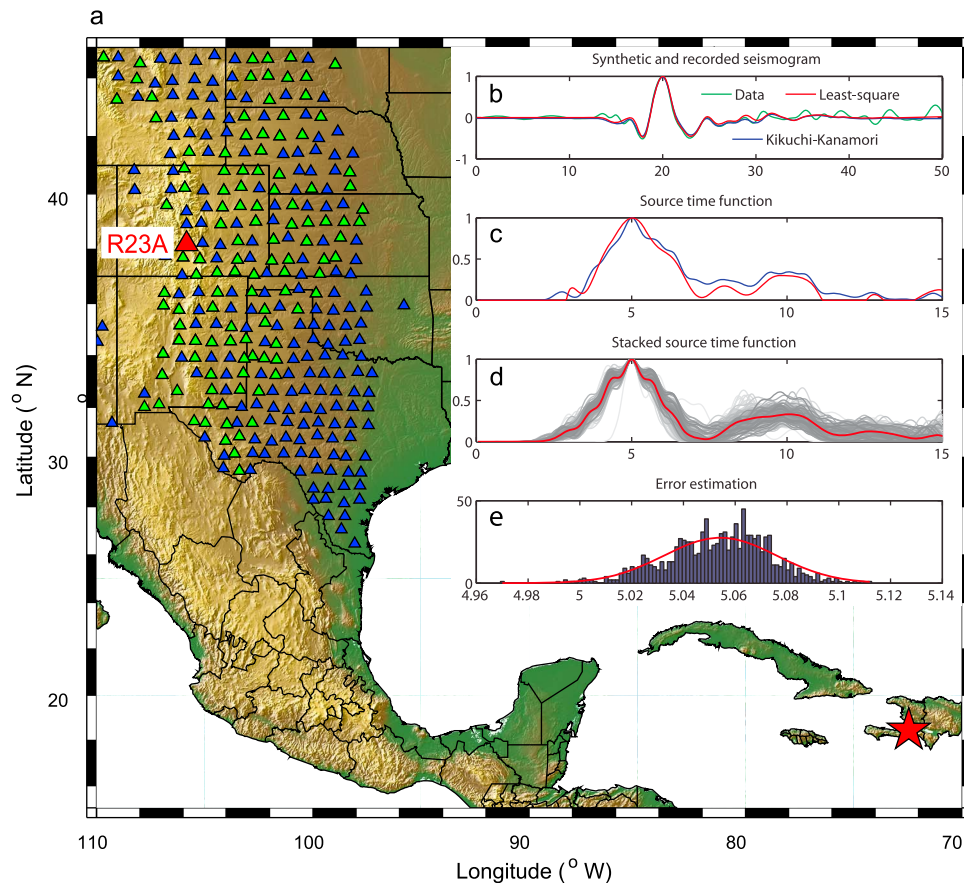 a
Synthetic and recorded seismogram
b
Data
Least-square
Kikuchi-Kanamori
1
0
-1
0 10 20 30 40 50
Source time function
c
1
0.5
0
0 5 10 15
Stacked source time function
d
1
0.5
0
0 5 10 15
Error estimation
e
50
0
4.96 4.98 5 5.02 5.04 5.06 5.08 5.1 5.12 5.14
R23A
40
30
20
Latitude ( o N)
o
110 100 90 80 70
Longitude ( o W)